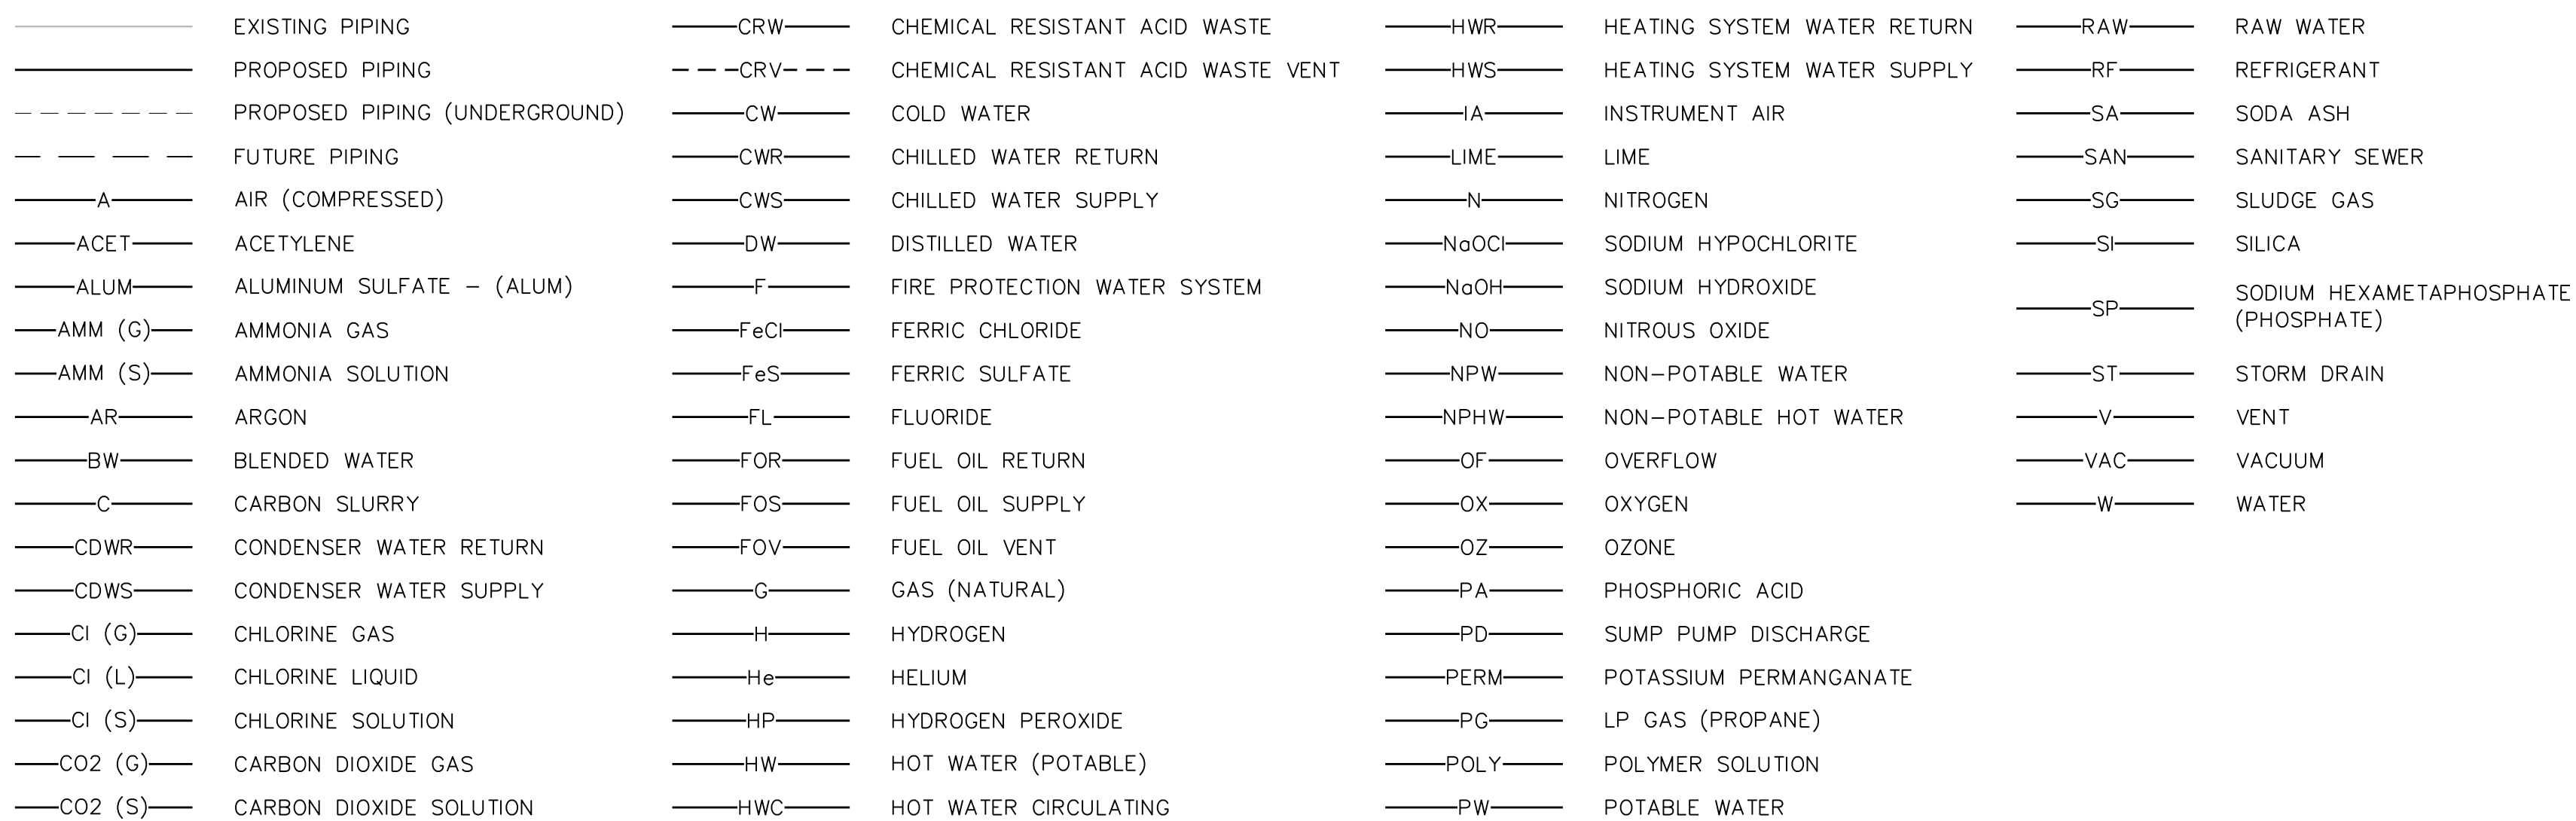 EXISTING PIPING
PROPOSED PIPING
PROPOSED PIPING (UNDERGROUND)
FUTURE PIPING
A AIR (COMPRESSED)
ACET ACETYLENE
ALUM ALUMINUM SULFATE - (ALUM)
AMM (G) AMMONIA GAS
AMM (S) AMMONIA SOLUTION
AR ARGON
BW BLENDED WATER
C CARBON SLURRY
CDWR CONDENSER WATER RETURN
CDWS CONDENSER WATER SUPPLY
Cl (G) CHLORINE GAS
Cl (L) CHLORINE LIQUID
Cl (S) CHLORINE SOLUTION
CO2 (G) CARBON DIOXIDE GAS
CO2 (S) CARBON DIOXIDE SOLUTION
CRW CHEMICAL RESISTANT ACID WASTE
CRV CHEMICAL RESISTANT ACID WASTE VENT
CW COLD WATER
CWR CHILLED WATER RETURN
CWS CHILLED WATER SUPPLY
DW DISTILLED WATER
F FIRE PROTECTION WATER SYSTEM
FeCl FERRIC CHLORIDE
FeS FERRIC SULFATE
FL FLUORIDE
FOR FUEL OIL RETURN
FOS FUEL OIL SUPPLY
FOV FUEL OIL VENT
G GAS (NATURAL)
H HYDROGEN
He HELIUM
HP HYDROGEN PEROXIDE
HW HOT WATER (POTABLE)
HWC HOT WATER CIRCULATING
HWR HEATING SYSTEM WATER RETURN
HWS HEATING SYSTEM WATER SUPPLY
IA INSTRUMENT AIR
LIME LIME
N NITROGEN
NaOCl SODIUM HYPOCHLORITE
NaOH SODIUM HYDROXIDE
NO NITROUS OXIDE
NPW NON-POTABLE WATER
NPHW NON-POTABLE HOT WATER
OF OVERFLOW
OX OXYGEN
OZ OZONE
PA PHOSPHORIC ACID
PD SUMP PUMP DISCHARGE
PERM POTASSIUM PERMANGANATE
PG LP GAS (PROPANE)
POLY POLYMER SOLUTION
PW POTABLE WATER
RAW RAW WATER
RF REFRIGERANT
SA SODA ASH
SAN SANITARY SEWER
SG SLUDGE GAS
SI SILICA
SP SODIUM HEXAMETAPHOSPHATE
(PHOSPHATE)
ST STORM DRAIN
V VENT
VAC VACUUM
W WATER